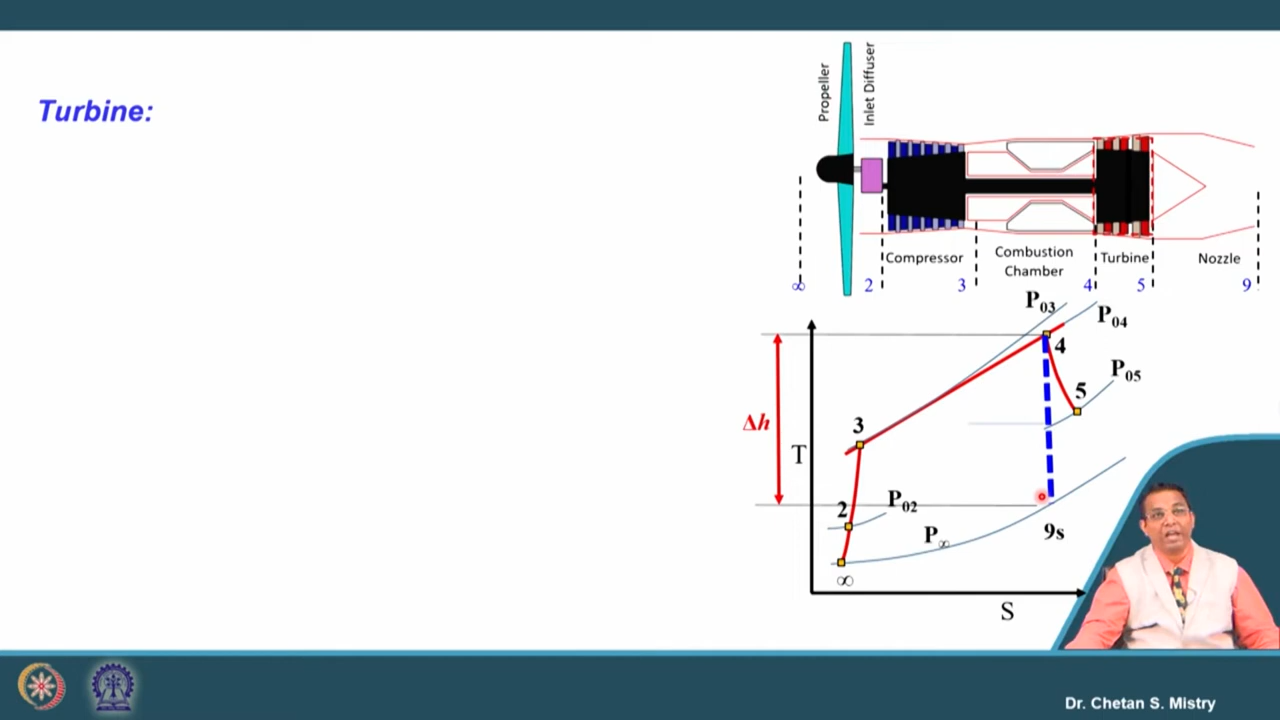 Turbine:
Propeller
Inlet Diffuser
Compressor
Combustion
Chamber
Turbine
Nozzle
∞
2
3
4
5
9
P03
P04
4
P05
5
3
Δh
T
2
P02
P∞
9s
∞
S
Dr. Chetan S. Mistry